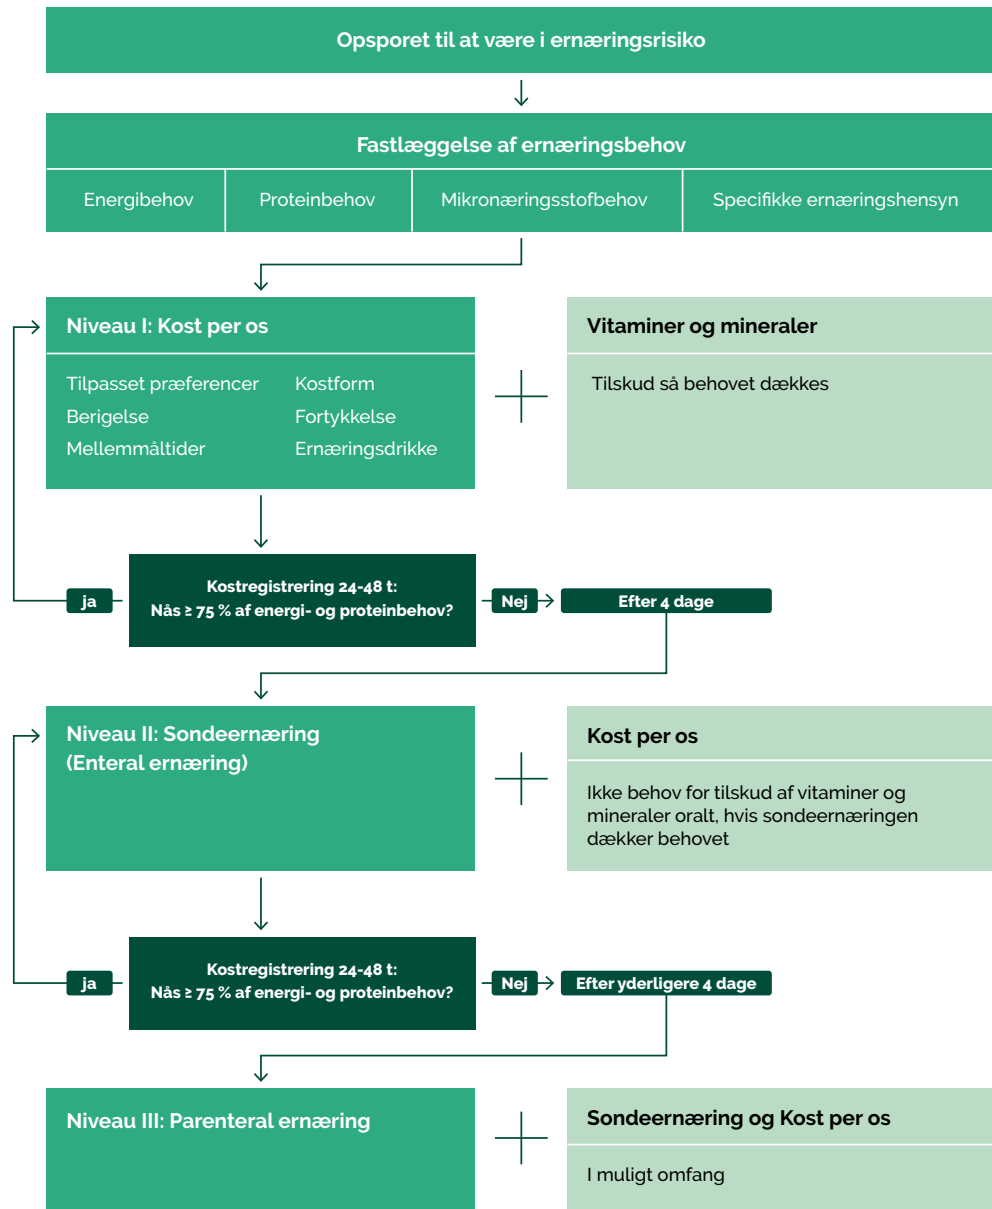 Opsporet til at være i ernæringsrisiko
Fastlæggelse af ernæringsbehov
Energibehov
Proteinbehov
Mikronæringsstofbehov
Specifikke ernæringshensyn
Niveau I: Kost per os
Tilpasset præferencer
Berigelse
Mellemmåltider
Kostform
Fortykkelse
Ernæringsdrikke
Vitaminer og mineraler
Tilskud så behovet dækkes
Kostregistrering 24-48 t:
Nås ≥ 75 % af energi- og proteinbehov?
ja
Nej
Efter 4 dage
Niveau II: Sondeernæring
(Enteral ernæring)
Kost per os
Ikke behov for tilskud af vitaminer og
mineraler oralt, hvis sondeernæringen
dækker behovet
Kostregistrering 24-48 t:
Nås ≥ 75 % af energi- og proteinbehov?
ja
Nej
Efter yderligere 4 dage
Niveau III: Parenteral ernæring
Sondeernæring og Kost per os
I muligt omfang